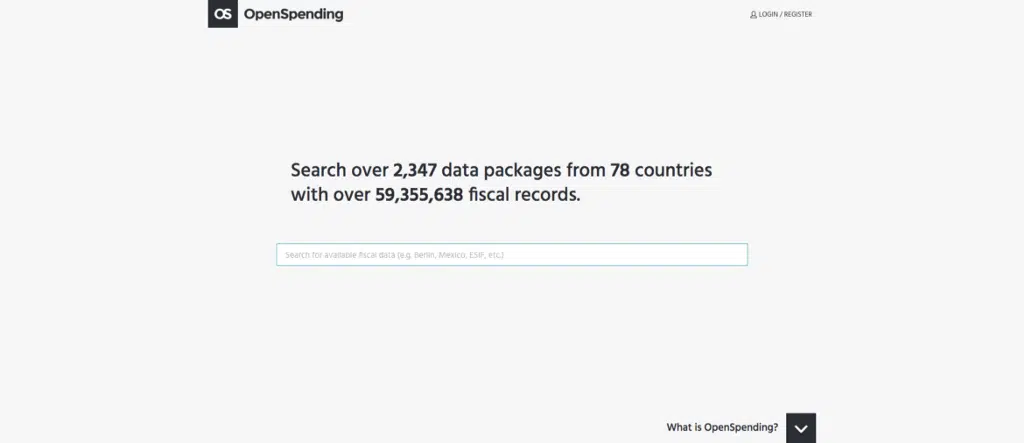 OS OpenSpending
LOGIN / REGISTER
Search over 2,347 data packages from 78 countries
with over 59,355,638 fiscal records.
Search for available fiscal data (e.g. Berlin, Mexico, ESIF, etc.)
What is OpenSpending?